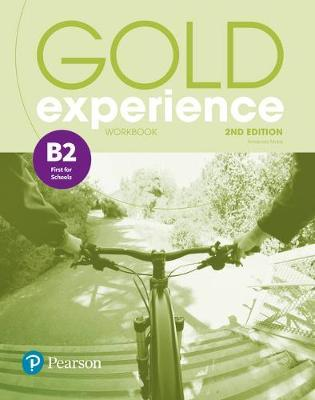 GOLD
experience
WORKBOOK
2ND EDITION
B2
First for
Schools
Pearson